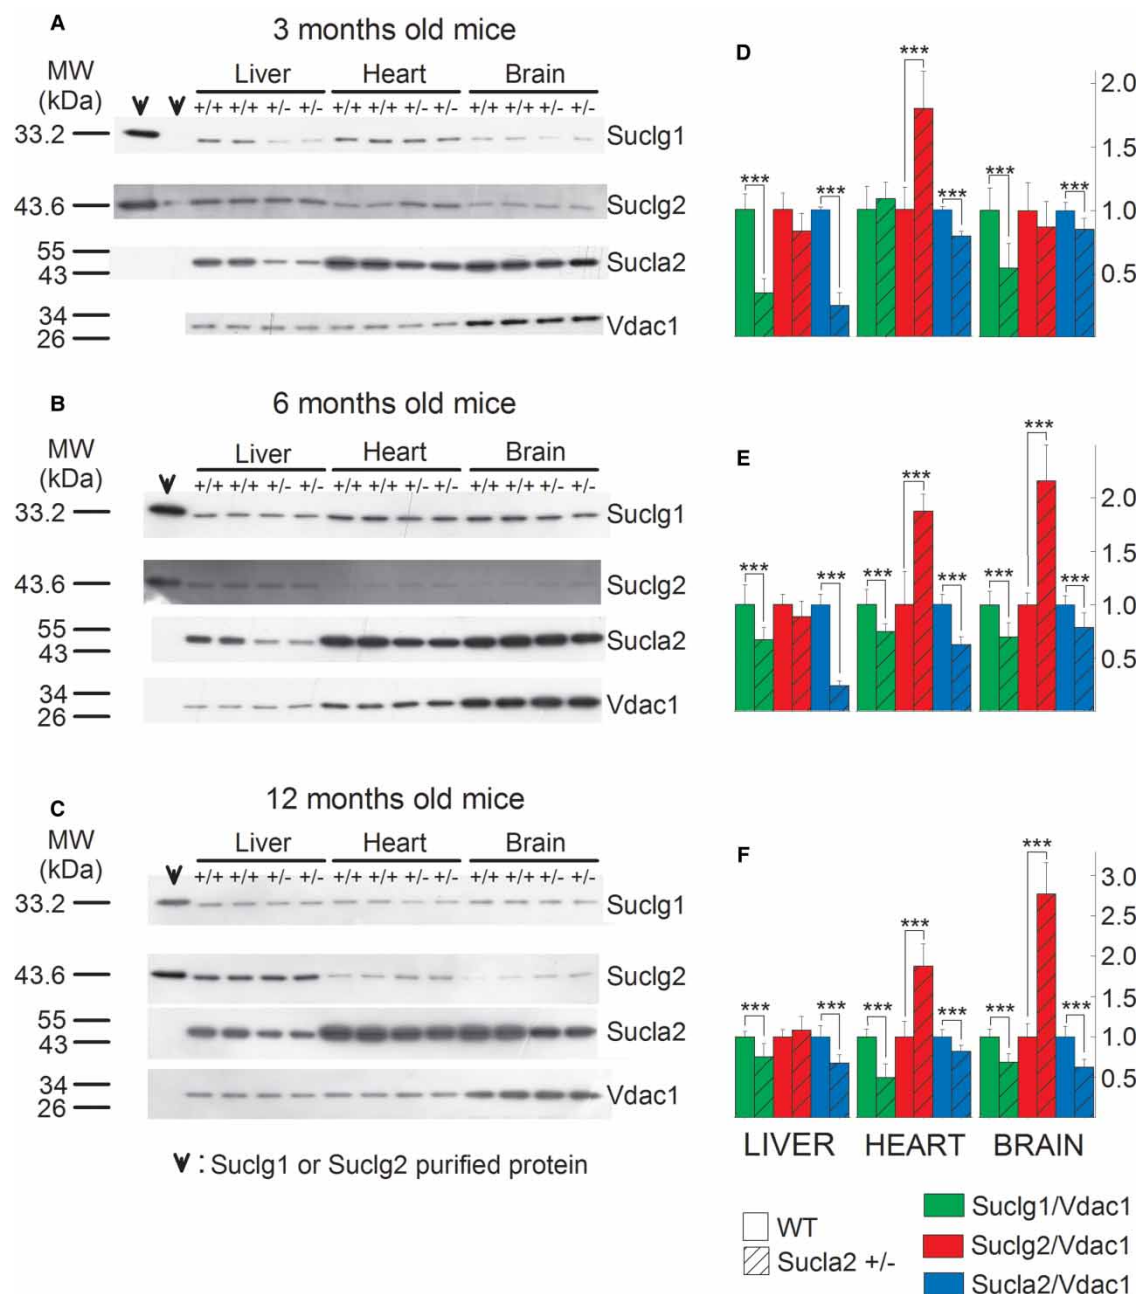 A
3 months old mice
MW
(kDa)
Liver Heart Brain
+/+ +/+ +/- +/- +/+ +/+ +/- +/- +/+ +/+ +/- +/-
33.2 Suclg1
43.6 Suclg2
55
43
Sucla2
34
26
Vdac1
B
6 months old mice
MW
(kDa)
Liver Heart Brain
+/+ +/+ +/- +/- +/+ +/+ +/- +/- +/+ +/+ +/- +/-
33.2 Suclg1
43.6 Suclg2
55
43
Sucla2
34
26
Vdac1
C
12 months old mice
MW
(kDa)
Liver Heart Brain
+/+ +/+ +/- +/- +/+ +/+ +/- +/- +/+ +/+ +/- +/-
33.2 Suclg1
43.6 Suclg2
55
43
Sucla2
34
26
Vdac1
: Suclg1 or Suclg2 purified protein
D
*** *** *** *** *** ***
2.0
1.5
1.0
0.5
E
*** *** *** *** *** *** *** ***
2.0
1.5
1.0
0.5
F
*** *** *** *** *** *** *** ***
3.0
2.5
2.0
1.5
1.0
0.5
LIVER HEART BRAIN
WT
Sucla2 +/-
Suclg1/Vdac1
Suclg2/Vdac1
Sucla2/Vdac1